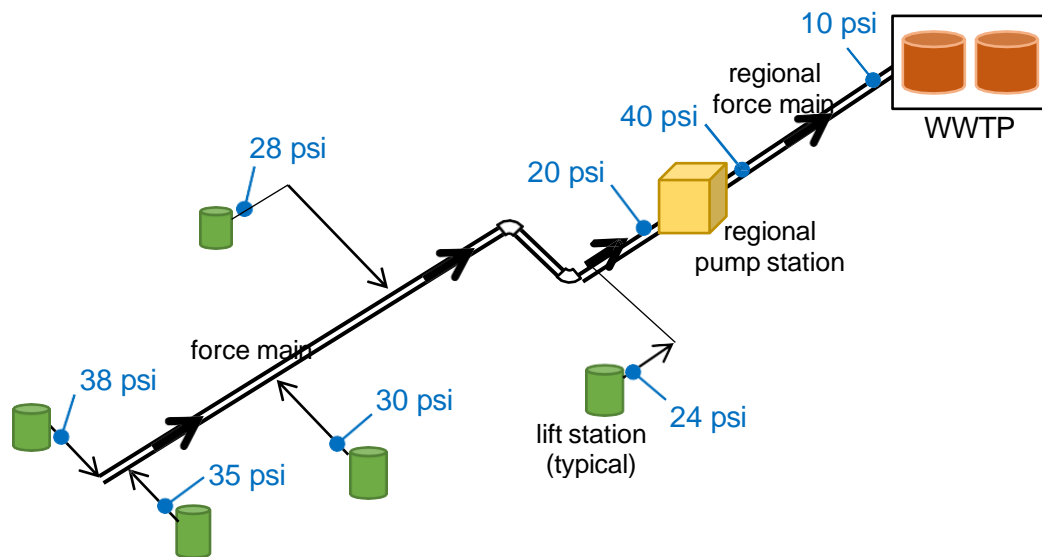 10 psi
regional
force main
WWTP
40 psi
28 psi
20 psi
regional
pump station
force main
38 psi
30 psi
24 psi
lift station
(typical)
35 psi